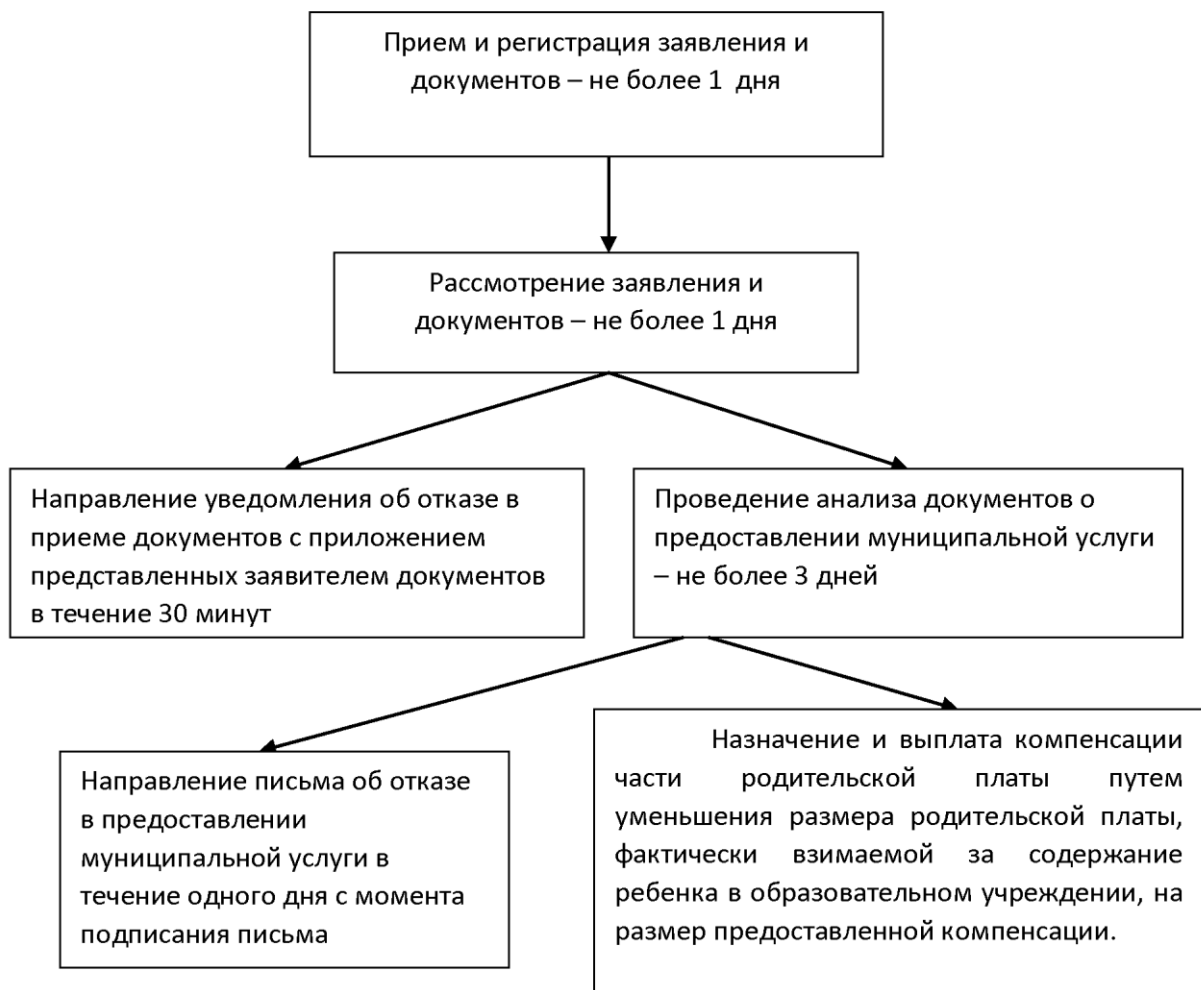 Прием и регистрация заявления и
документов – не более 1 дня
Рассмотрение заявления и
документов – не более 1 дня
Направление уведомления об отказе в
приеме документов с приложением
представленных заявителем документов
в течение 30 минут
Проведение анализа документов о
предоставлении муниципальной услуги
– не более 3 дней
Направление письма об отказе
в предоставлении
муниципальной услуги в
течение одного дня с момента
подписания письма
Назначение и выплата компенсации
части родительской платы путем
уменьшения размера родительской платы,
фактически взимаемой за содержание
ребенка в образовательном учреждении, на
размер предоставленной компенсации.